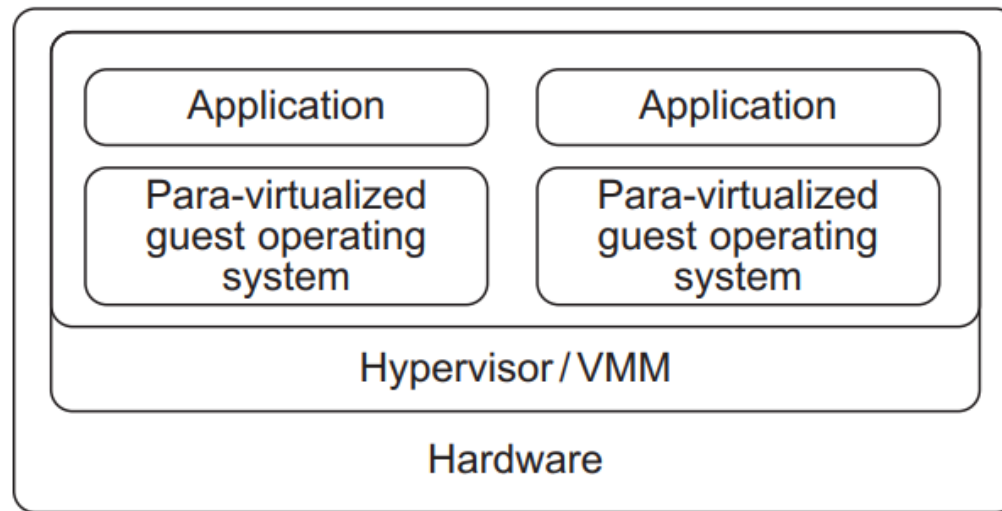 Application
Application
Para-virtualized
guest operating
system
Para-virtualized
guest operating
system
Hypervisor / VMM
Hardware